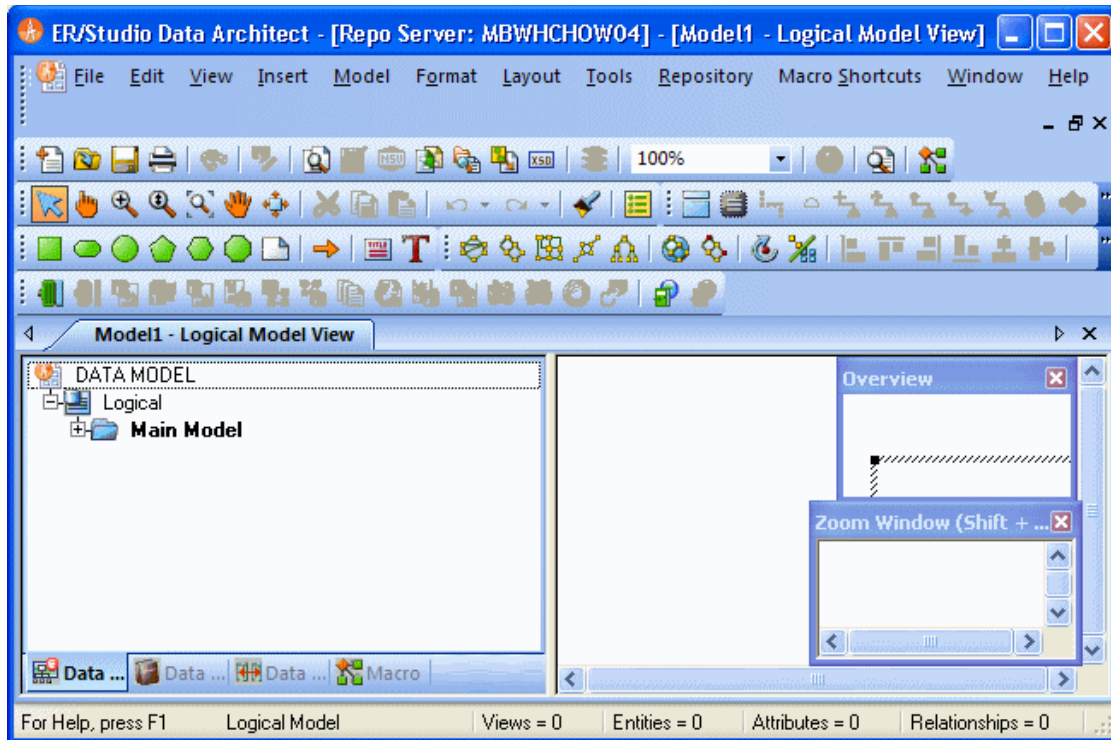 ER/Studio Data Architect - [Repo Server: MBWHCHOW04] - [Model1 - Logical Model View]
File Edit View Insert Model Format Layout Tools Repository Macro Shortcuts Window Help
NSU XSD 100%
TITLE T
Model1 - Logical Model View
DATA MODEL
Logical
Main Model
Overview
Zoom Window (Shift + ...
Data ... Data ... Data ... Macro
For Help, press F1 Logical Model Views = 0 Entities = 0 Attributes = 0 Relationships = 0